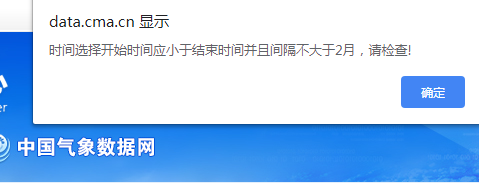 data.cma.cn 显示
时间选择开始时间应小于结束时间并且间隔不大于2月，请检查!
确定
er
中国气象数据网